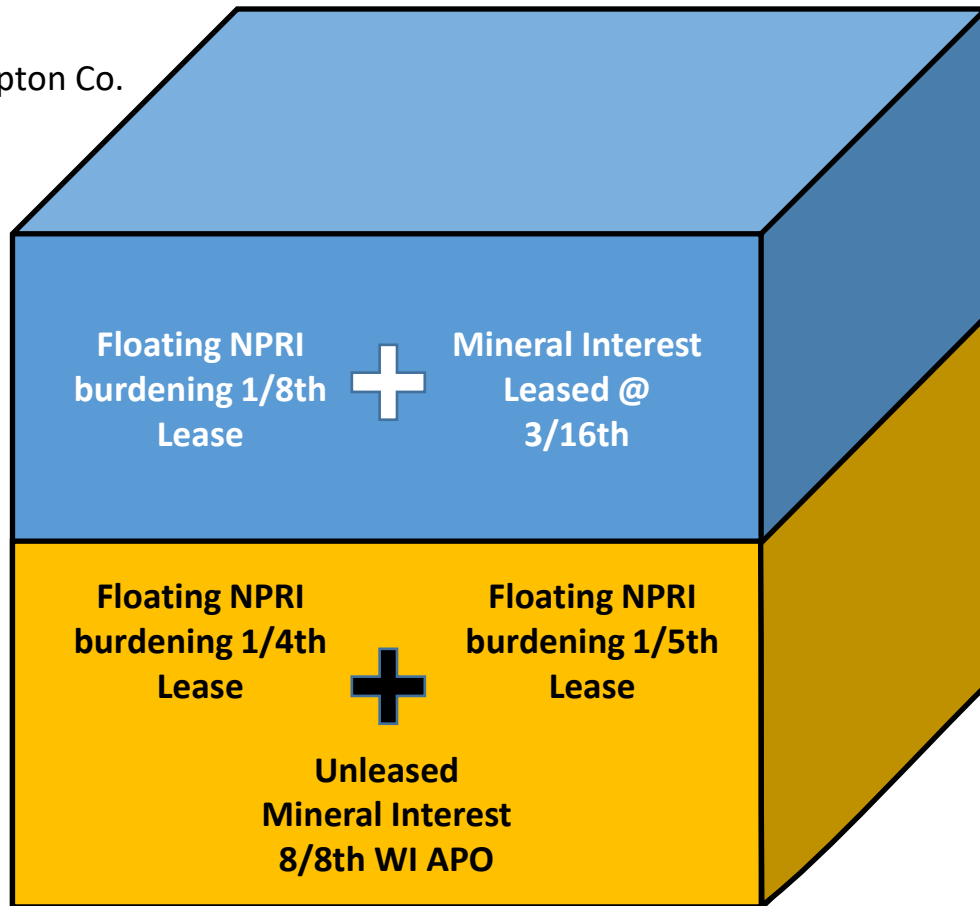 pton Co.
Floating NPRI
burdening 1/8th
Lease
Mineral Interest
Leased @
3/16th
Floating NPRI
burdening 1/4th
Lease
Floating NPRI
burdening 1/5th
Lease
Unleased
Mineral Interest
8/8th WI APO